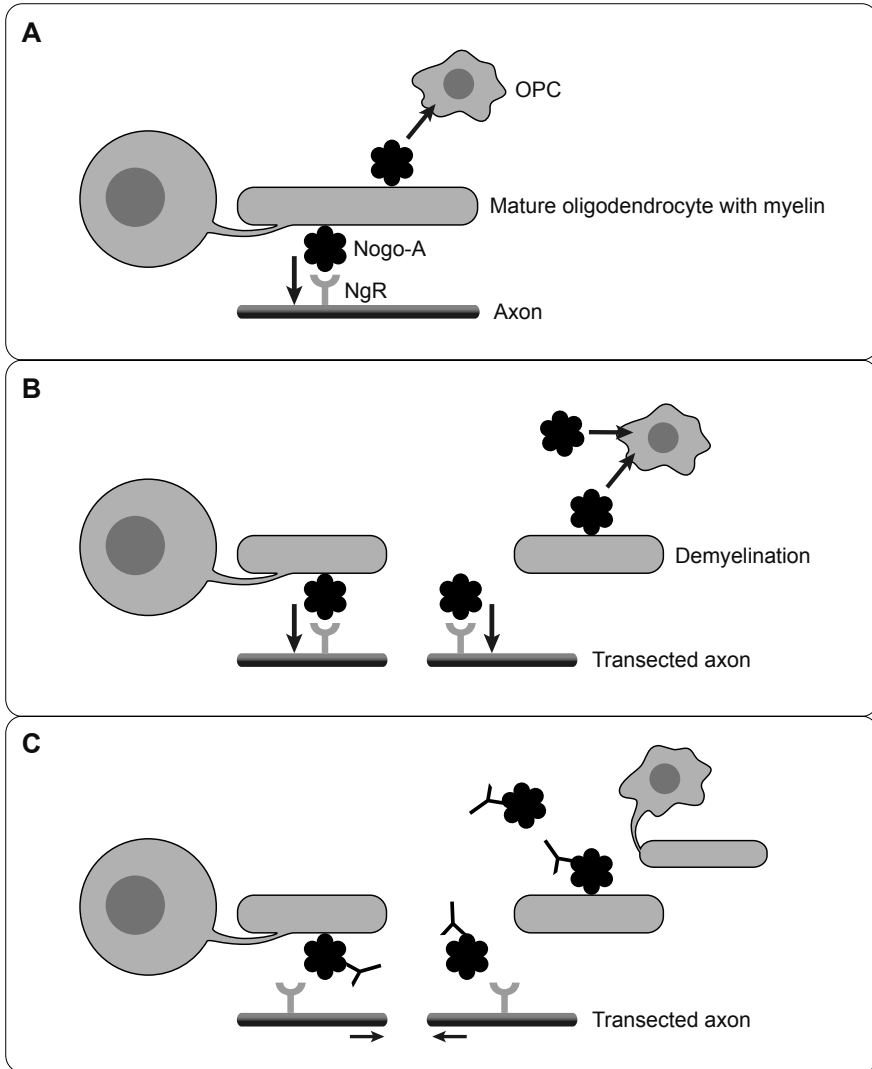 A
OPC
Mature oligodendrocyte with myelin
Nogo-A
NgR
Axon
B
Demyelination
Transected axon
C
Transected axon